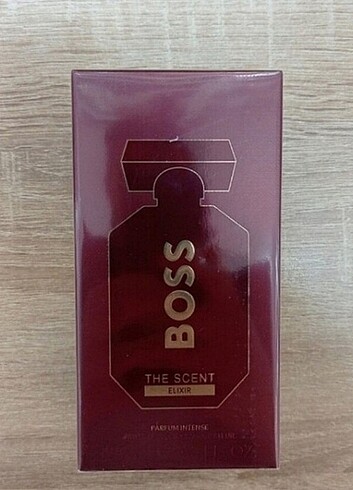 BOSS
THE SCENT
ELIXIR
PARFUM INTENSE